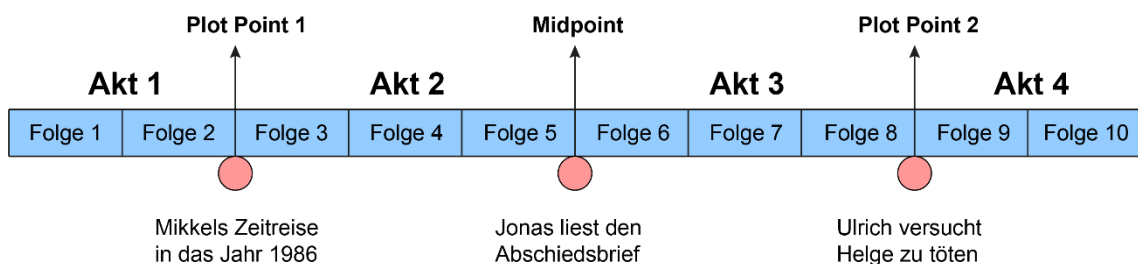 Plot Point 1 Midpoint Plot Point 2
Akt 1 Akt 2 Akt 3 Akt 4
Folge 1 Folge 2 Folge 3 Folge 4 Folge 5 Folge 6 Folge 7 Folge 8 Folge 9 Folge 10
Mikkels Zeitreise
in das Jahr 1986
Jonas liest den
Abschiedsbrief
Ulrich versucht
Helge zu töten